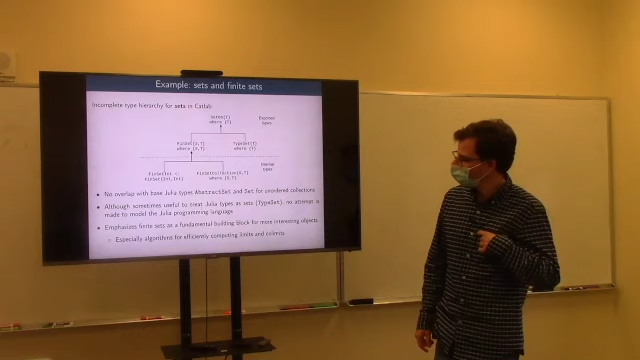 Example: sets and finite sets
Incomplete type hierarchy for sets in Catlab:
SetOb{T}
where {T}
Exposed
types
FinSet{S,T}
where {S,T}
TypeSet{T}
where {T}
Internal
types
FinSetInt <:
FinSet{Int,Int}
FinSetCollection{S,T}
where {S,T}
No overlap with base Julia types AbstractSet and Set for unordered collections
Although sometimes useful to treat Julia types as sets (TypeSet), no attempt is
made to model the Julia programming language
Emphasizes finite sets as a fundamental building block for more interesting objects
Especially algorithms for efficiently computing limits and colimits